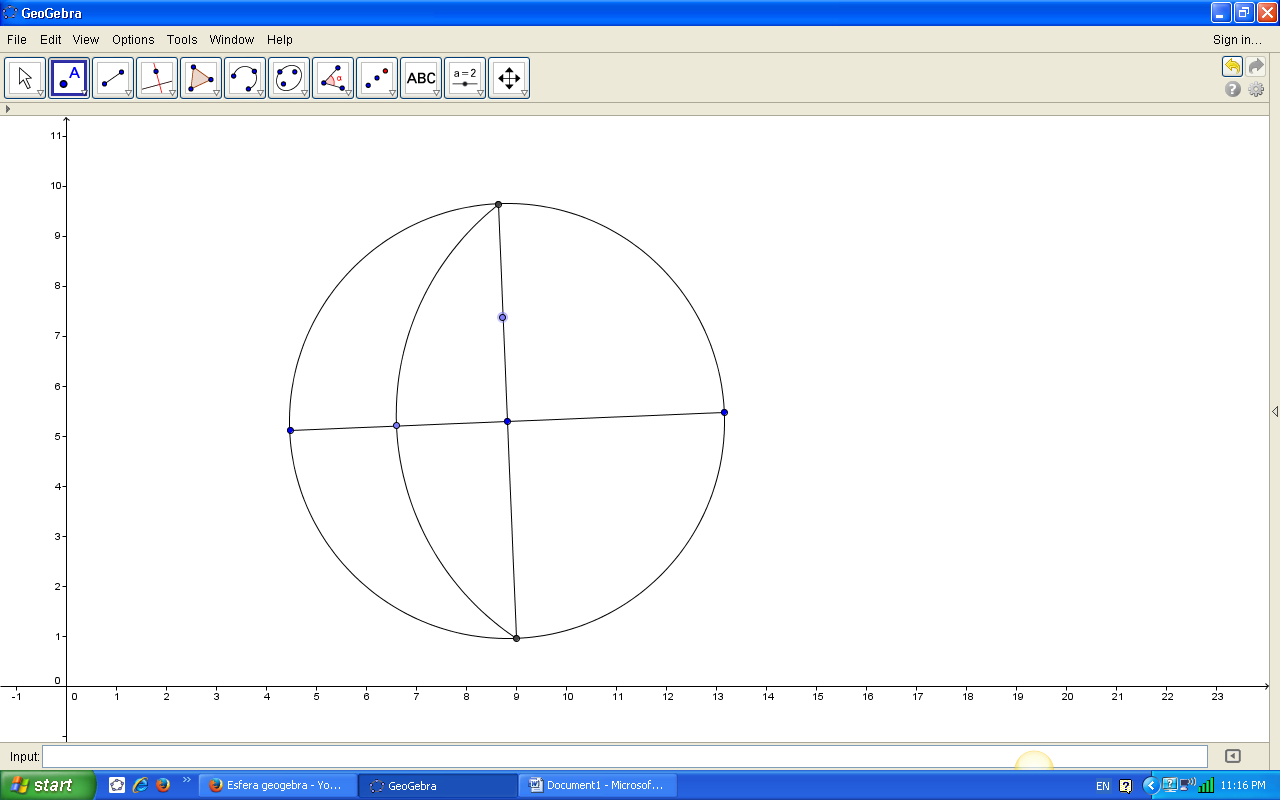 GeoGebra
File Edit View Options Tools Window Help Sign in...
A α ABC a=2
?
11
10
9
8
7
6
5
4
3
2
1
0
-1 0 1 2 3 4 5 6 7 8 9 10 11 12 13 14 15 16 17 18 19 20 21 22 23
Input:
start Esfera geogebra - Yo... GeoGebra Document1 - Microsof... EN ? 11:16 PM